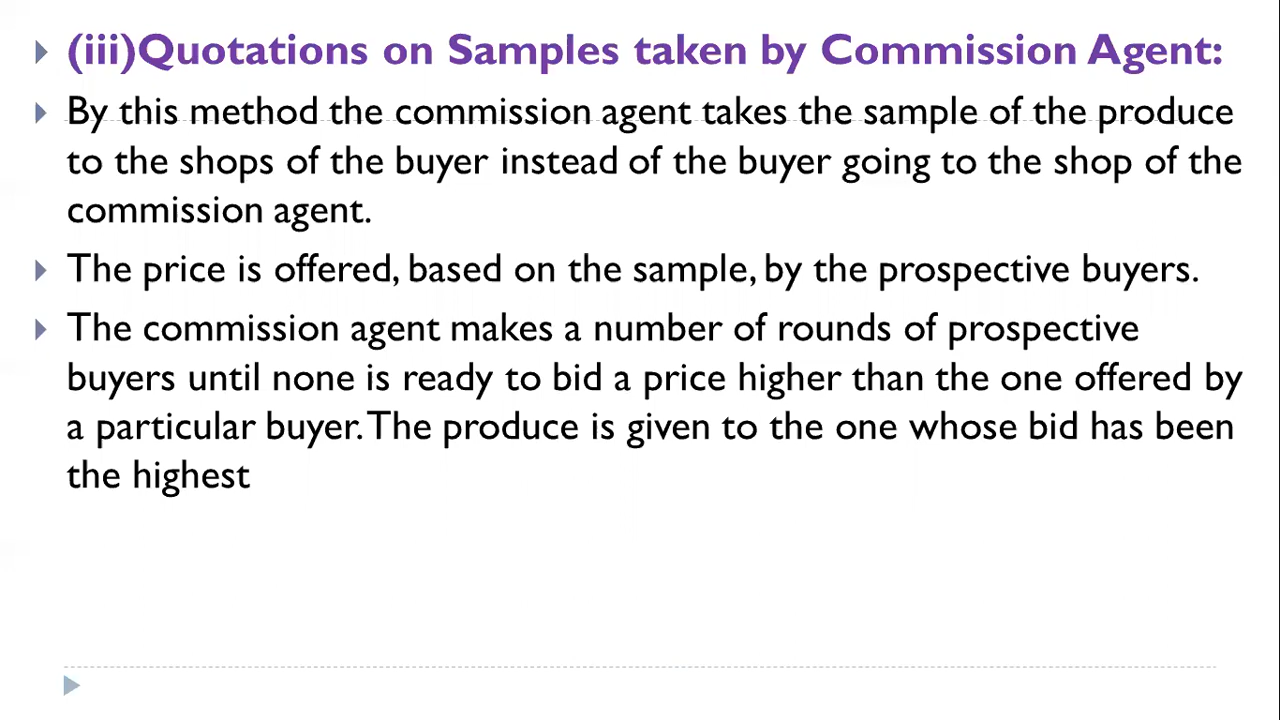 (iii)Quotations on Samples taken by Commission Agent:
By this method the commission agent takes the sample of the produce
to the shops of the buyer instead of the buyer going to the shop of the
commission agent.
The price is offered, based on the sample, by the prospective buyers.
The commission agent makes a number of rounds of prospective
buyers until none is ready to bid a price higher than the one offered by
a particular buyer. The produce is given to the one whose bid has been
the highest